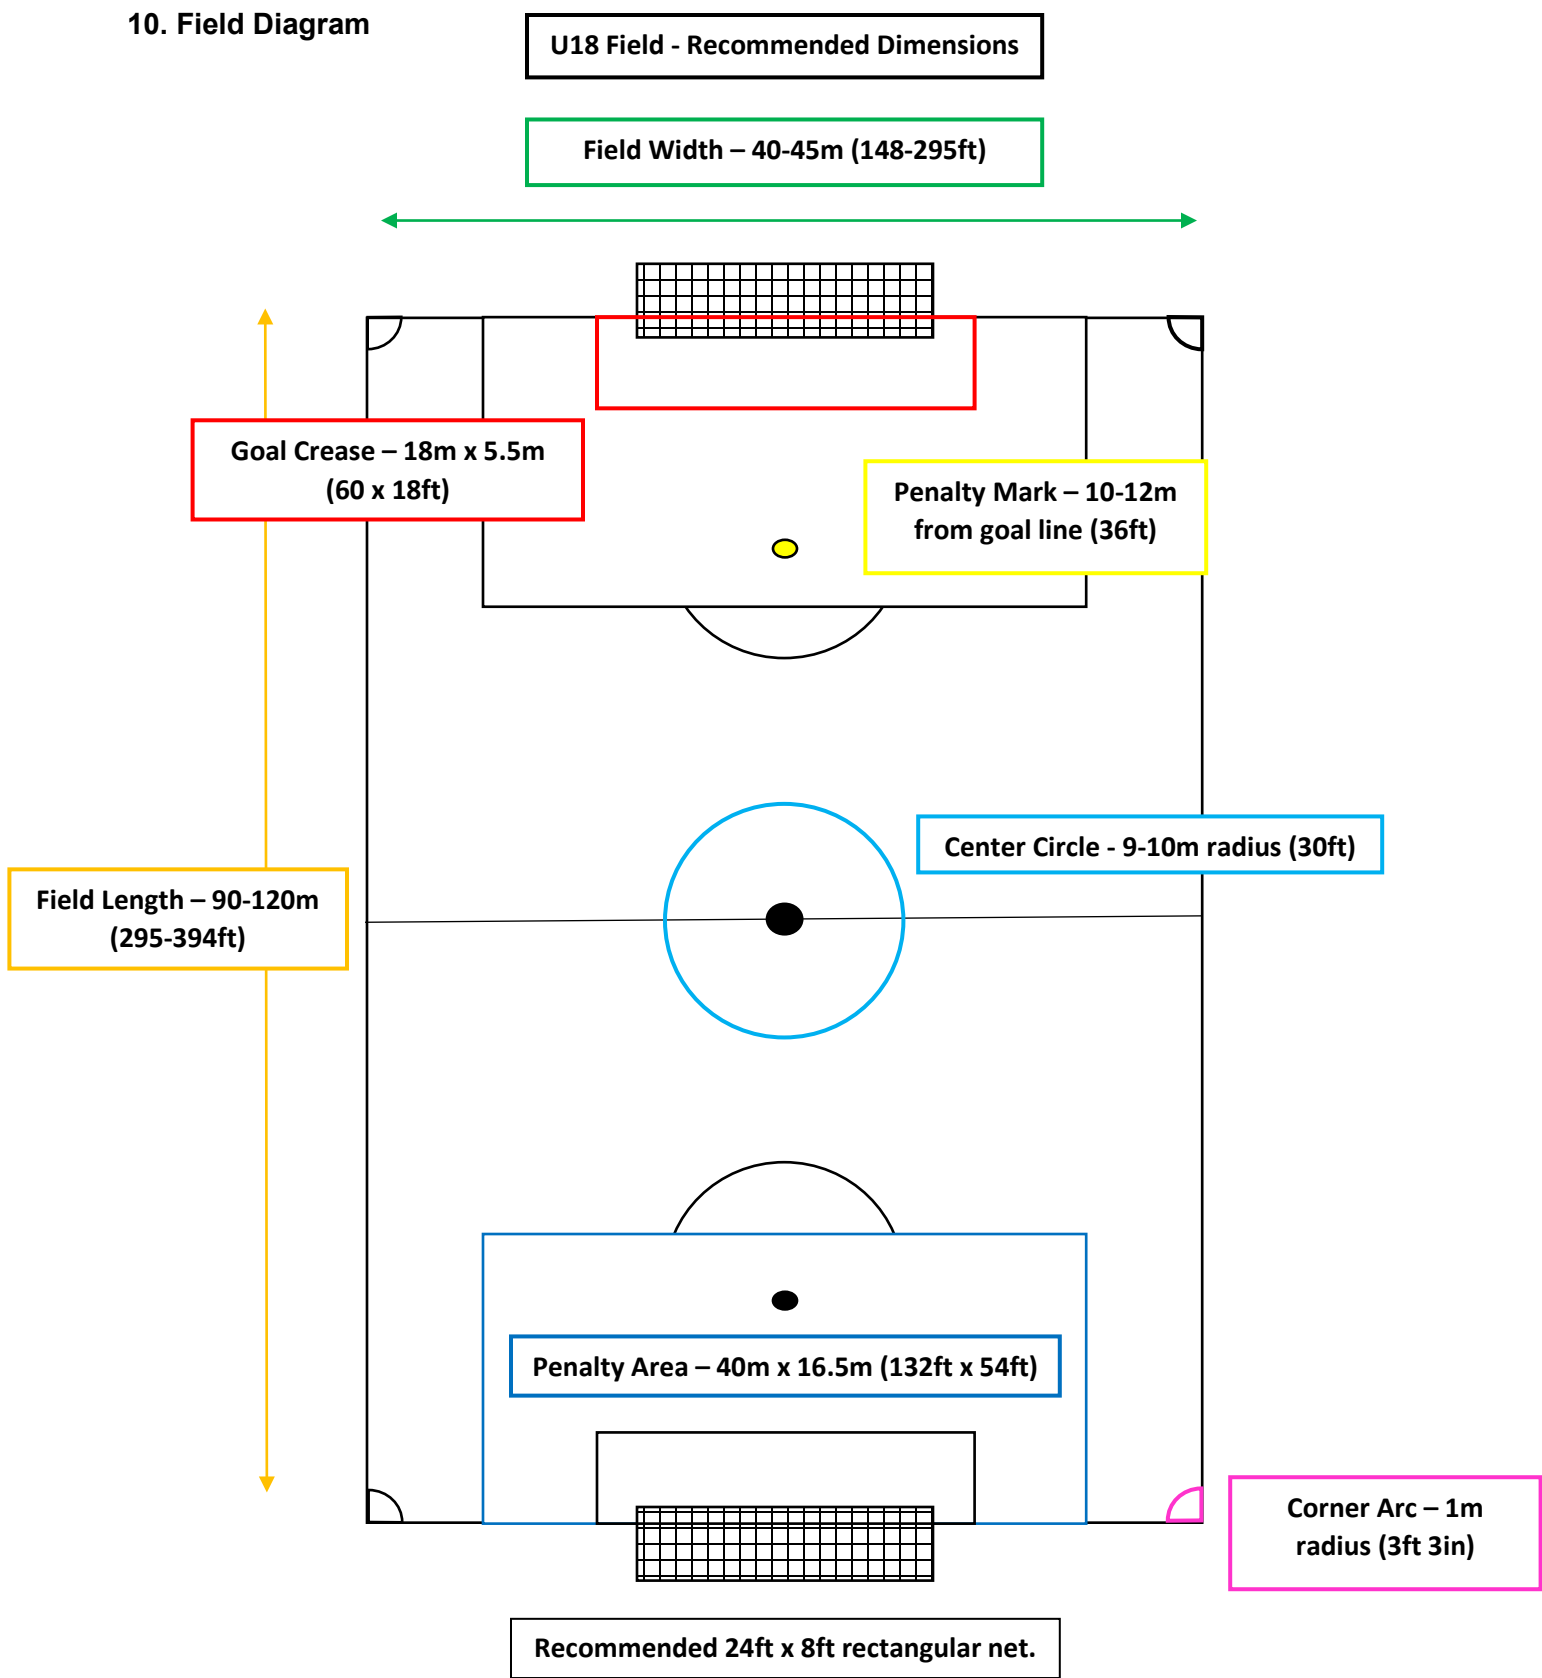 10. Field Diagram
U18 Field - Recommended Dimensions
Field Width – 40-45m (148-295ft)
Goal Crease – 18m x 5.5m
(60 x 18ft)
Penalty Mark – 10-12m
from goal line (36ft)
Center Circle - 9-10m radius (30ft)
Field Length – 90-120m
(295-394ft)
Penalty Area – 40m x 16.5m (132ft x 54ft)
Corner Arc – 1m
radius (3ft 3in)
Recommended 24ft x 8ft rectangular net.